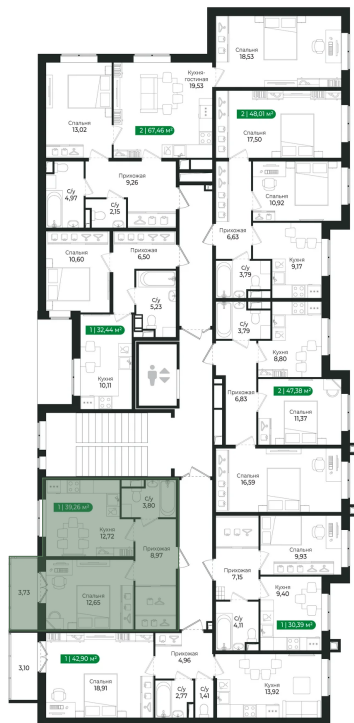 Спальня
18,53
Кухня-
гостиная
19,53
Спальня
13,02
2 | 67,46 м²
2 | 48,01 м²
Спальня
17,50
Прихожая
9,26
С/у
4,97
С/у
2,15
Спальня
10,92
Прихожая
6,63
Прихожая
6,50
Спальня
10,60
Кухня
9,17
С/у
3,79
С/у
5,23
С/у
3,79
1 | 32,44 м²
Кухня
8,80
Кухня
10,11
Прихожая
6,83
2 | 47,38 м²
Спальня
11,37
Спальня
16,59
1 | 39,26 м²
С/у
3,80
Кухня
12,72
Прихожая
8,97
Спальня
9,93
Прихожая
7,15
3,73
Спальня
12,65
Кухня
9,40
С/у
4,11
1 | 30,39 м²
3,10
1 | 42,90 м²
Прихожая
4,96
Спальня
18,91
С/у
2,77
С/у
1,41
Кухня
13,92